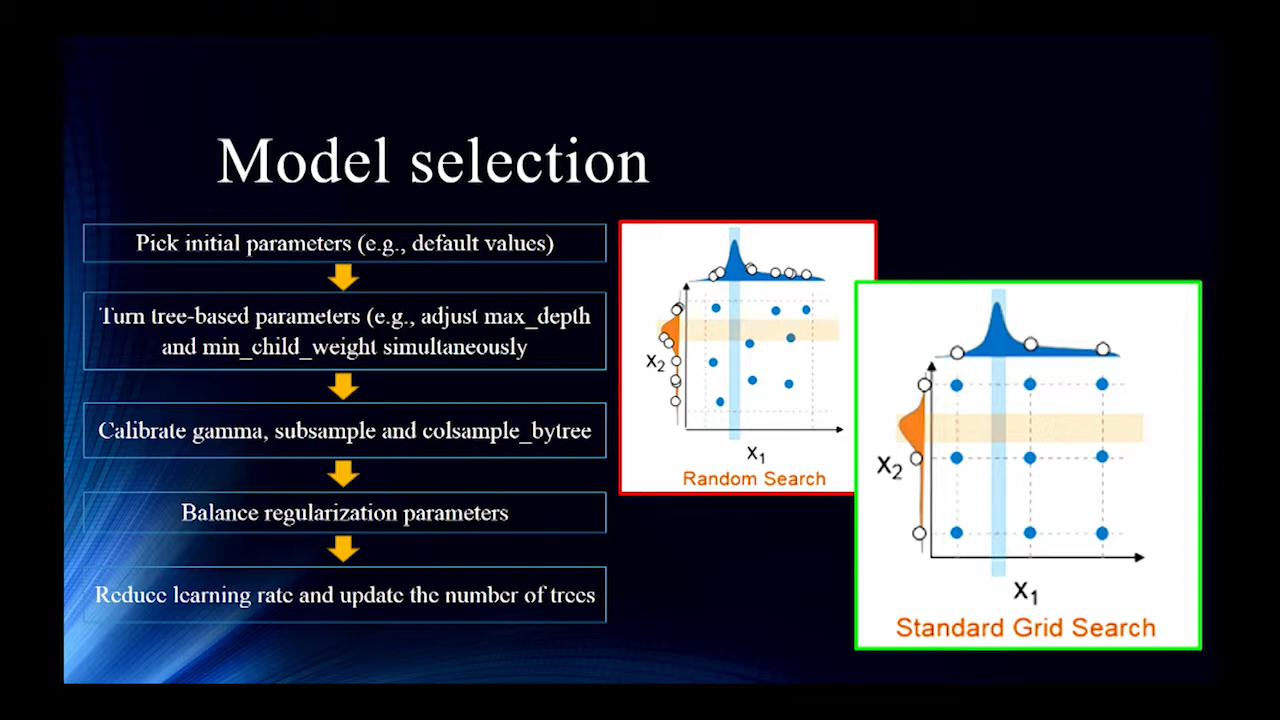 Model selection
Pick initial parameters (e.g., default values)
Turn tree-based parameters (e.g., adjust max_depth
and min_child_weight simultaneously
Calibrate gamma, subsample and colsample_bytree
Balance regularization parameters
Reduce learning rate and update the number of trees
X2
X1
Random Search
X2
X1
Standard Grid Search